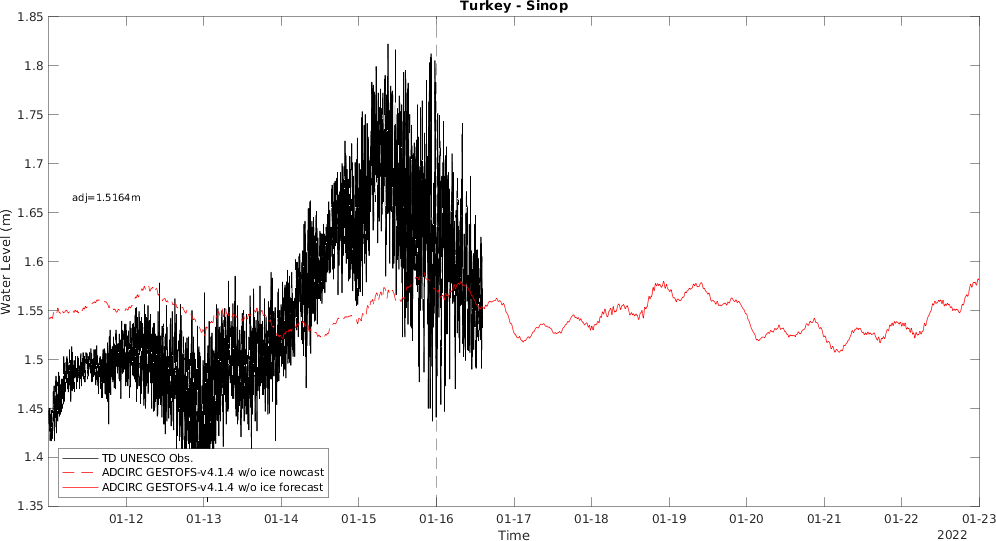 Turkey - Sinop
1.85
1.8
1.75
1.7
1.65
1.6
1.55
1.5
1.45
1.4
1.35
Water Level (m)
adj=1.5164m
TD UNESCO Obs.
ADCIRC GESTOFS-v4.1.4 w/o ice nowcast
ADCIRC GESTOFS-v4.1.4 w/o ice forecast
01-12 01-13 01-14 01-15 01-16 01-17 01-18 01-19 01-20 01-21 01-22 01-23
Time
2022